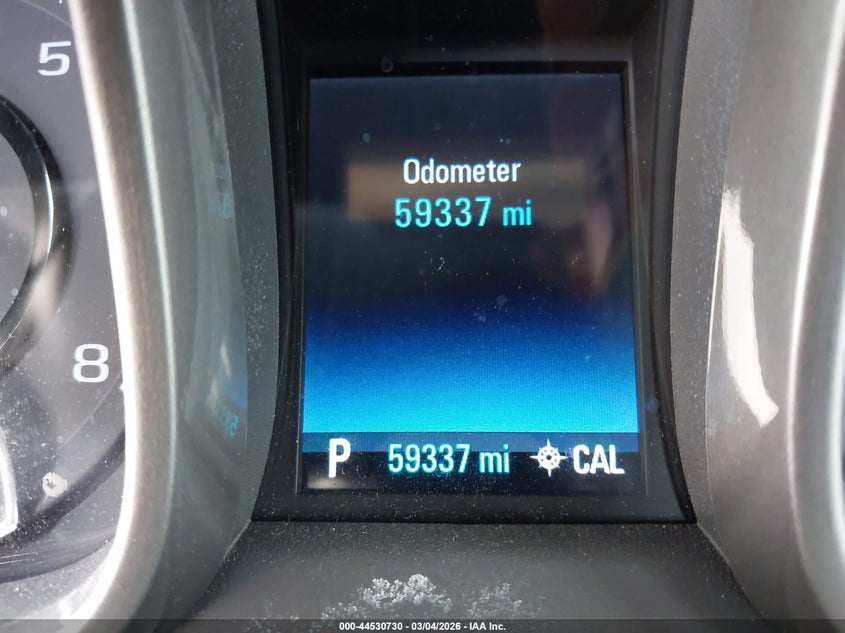 5
Odometer
59337 mi
8
P 59337 mi CAL
000-44530730 - 03/04/2026 - IAA Inc.